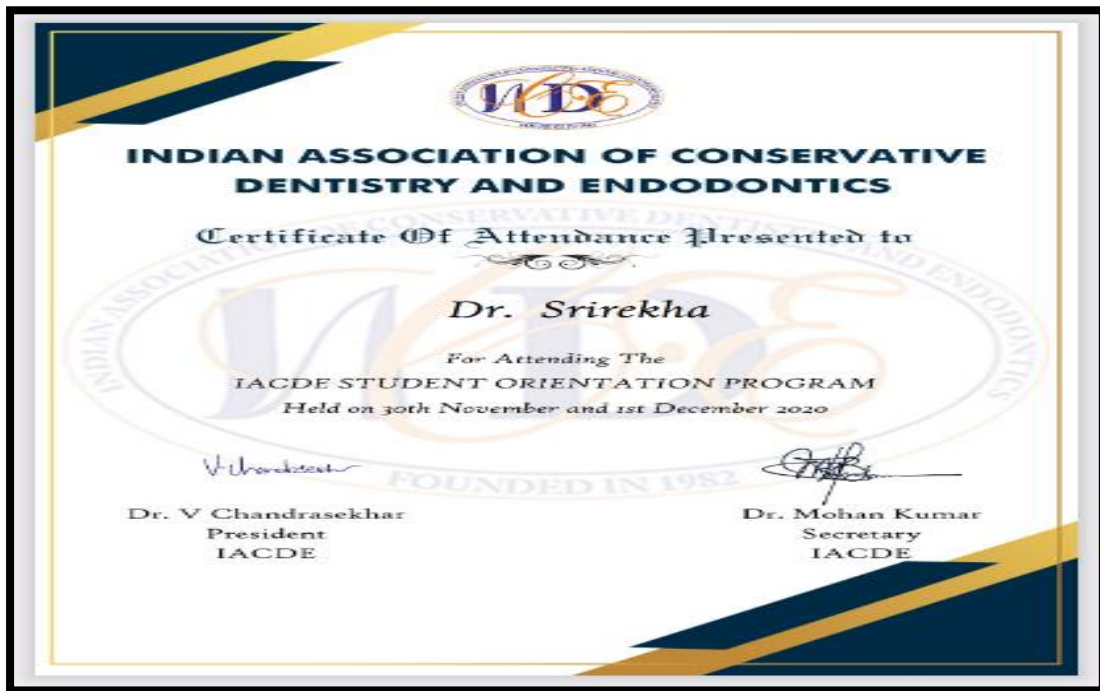 INDIAN ASSOCIATION OF CONSERVATIVE
DENTISTRY AND ENDODONTICS
Certificate Of Attendance Presented to
Dr. Srirekha
For Attending The
IACDE STUDENT ORIENTATION PROGRAM
Held on 30th November and 1st December 2020
FOUNDED IN 1982
Dr. V Chandrasekhar
President
IACDE
Dr. Mohan Kumar
Secretary
IACDE